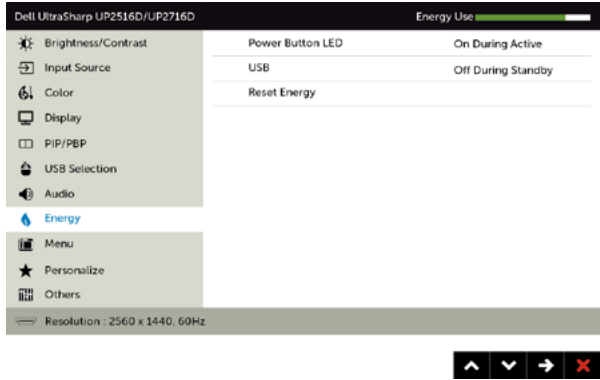 Dell UltraSharp UP2516D/UP2716D Energy Use
Brightness/Contrast Power Button LED On During Active
Input Source USB Off During Standby
Color Reset Energy
Display
PIP/PBP
USB Selection
Audio
Energy
Menu
Personalize
Others
Resolution : 2560 x 1440, 60Hz